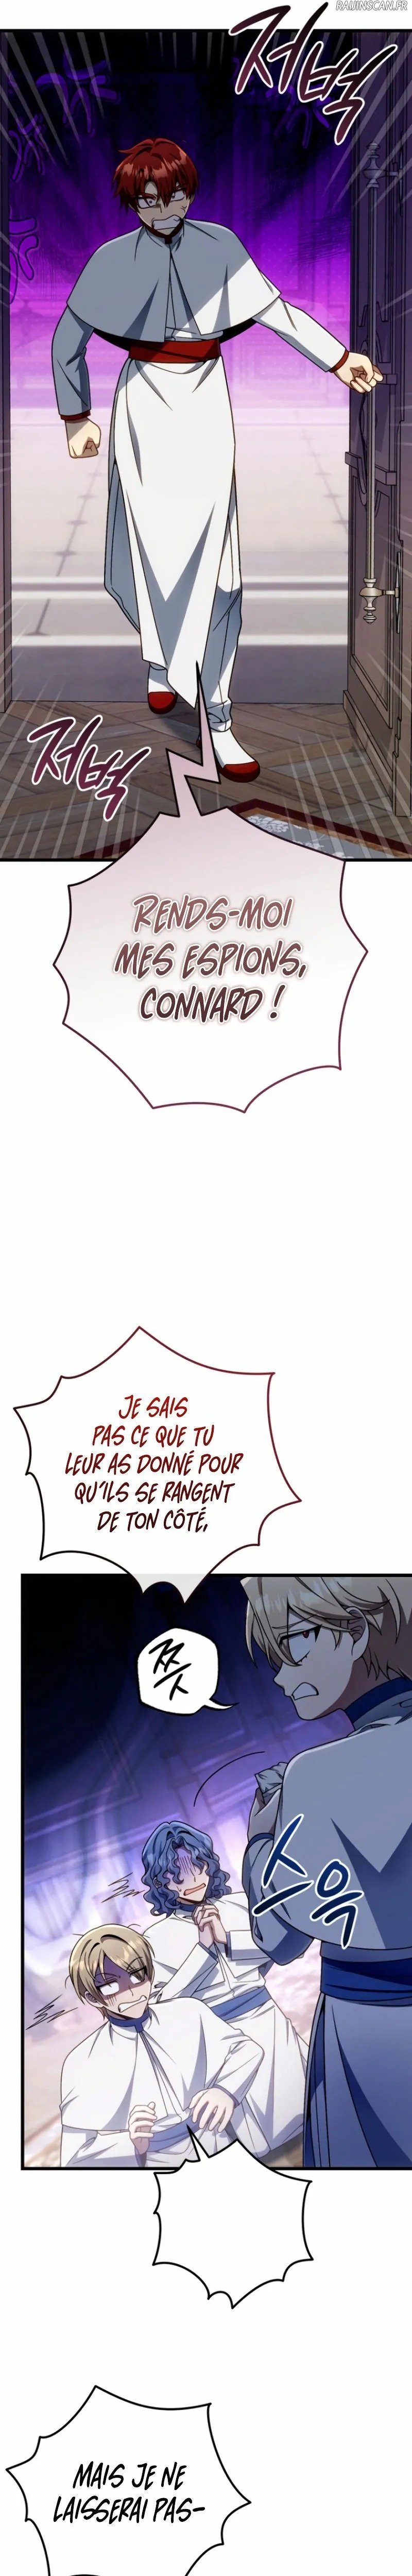 RAIJINSCAN.FR
저벅
저벅
RENDS-MOI
MES ESPIONS,
CONNARD !
JE SAIS
PAS CE QUE TU
LEUR AS DONNÉ POUR
QU'ILS SE RANGENT
DE TON CÔTÉ,
쯧
스윽
MAIS JE NE
LAISSERAI PAS-